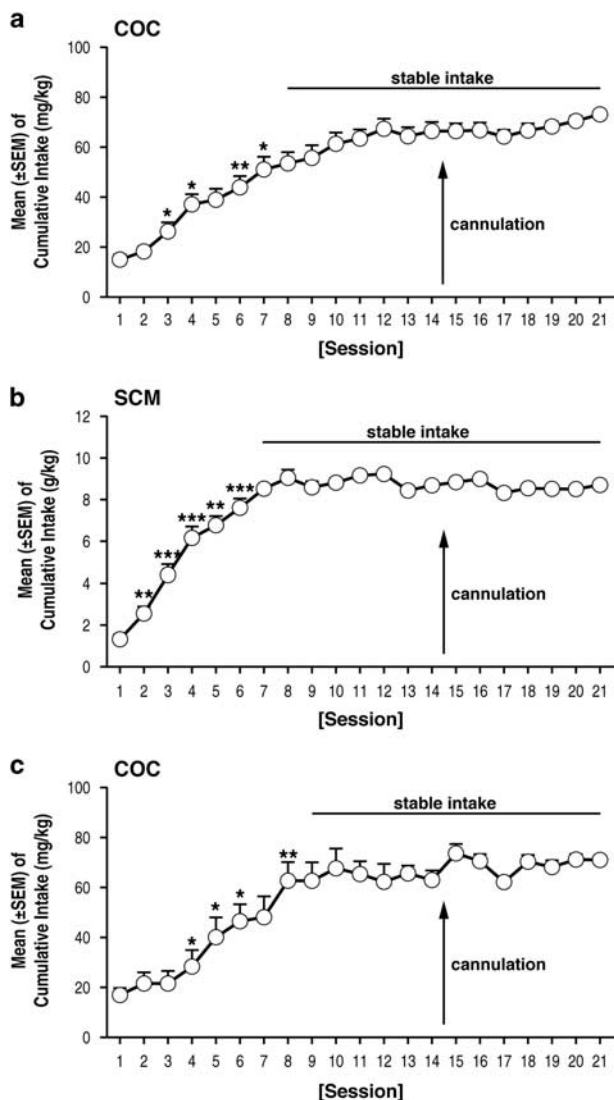 a
COC
Mean (±SEM) of
Cumulative Intake (mg/kg)
100
80
60
40
20
0
stable intake
*
*
**
*
cannulation
1 2 3 4 5 6 7 8 9 10 11 12 13 14 15 16 17 18 19 20 21
[Session]
b
SCM
Mean (±SEM) of
Cumulative Intake (g/kg)
12
10
8
6
4
2
0
stable intake
**
***
***
**
***
cannulation
1 2 3 4 5 6 7 8 9 10 11 12 13 14 15 16 17 18 19 20 21
[Session]
c
COC
Mean (±SEM) of
Cumulative Intake (mg/kg)
100
80
60
40
20
0
stable intake
*
*
*
**
cannulation
1 2 3 4 5 6 7 8 9 10 11 12 13 14 15 16 17 18 19 20 21
[Session]